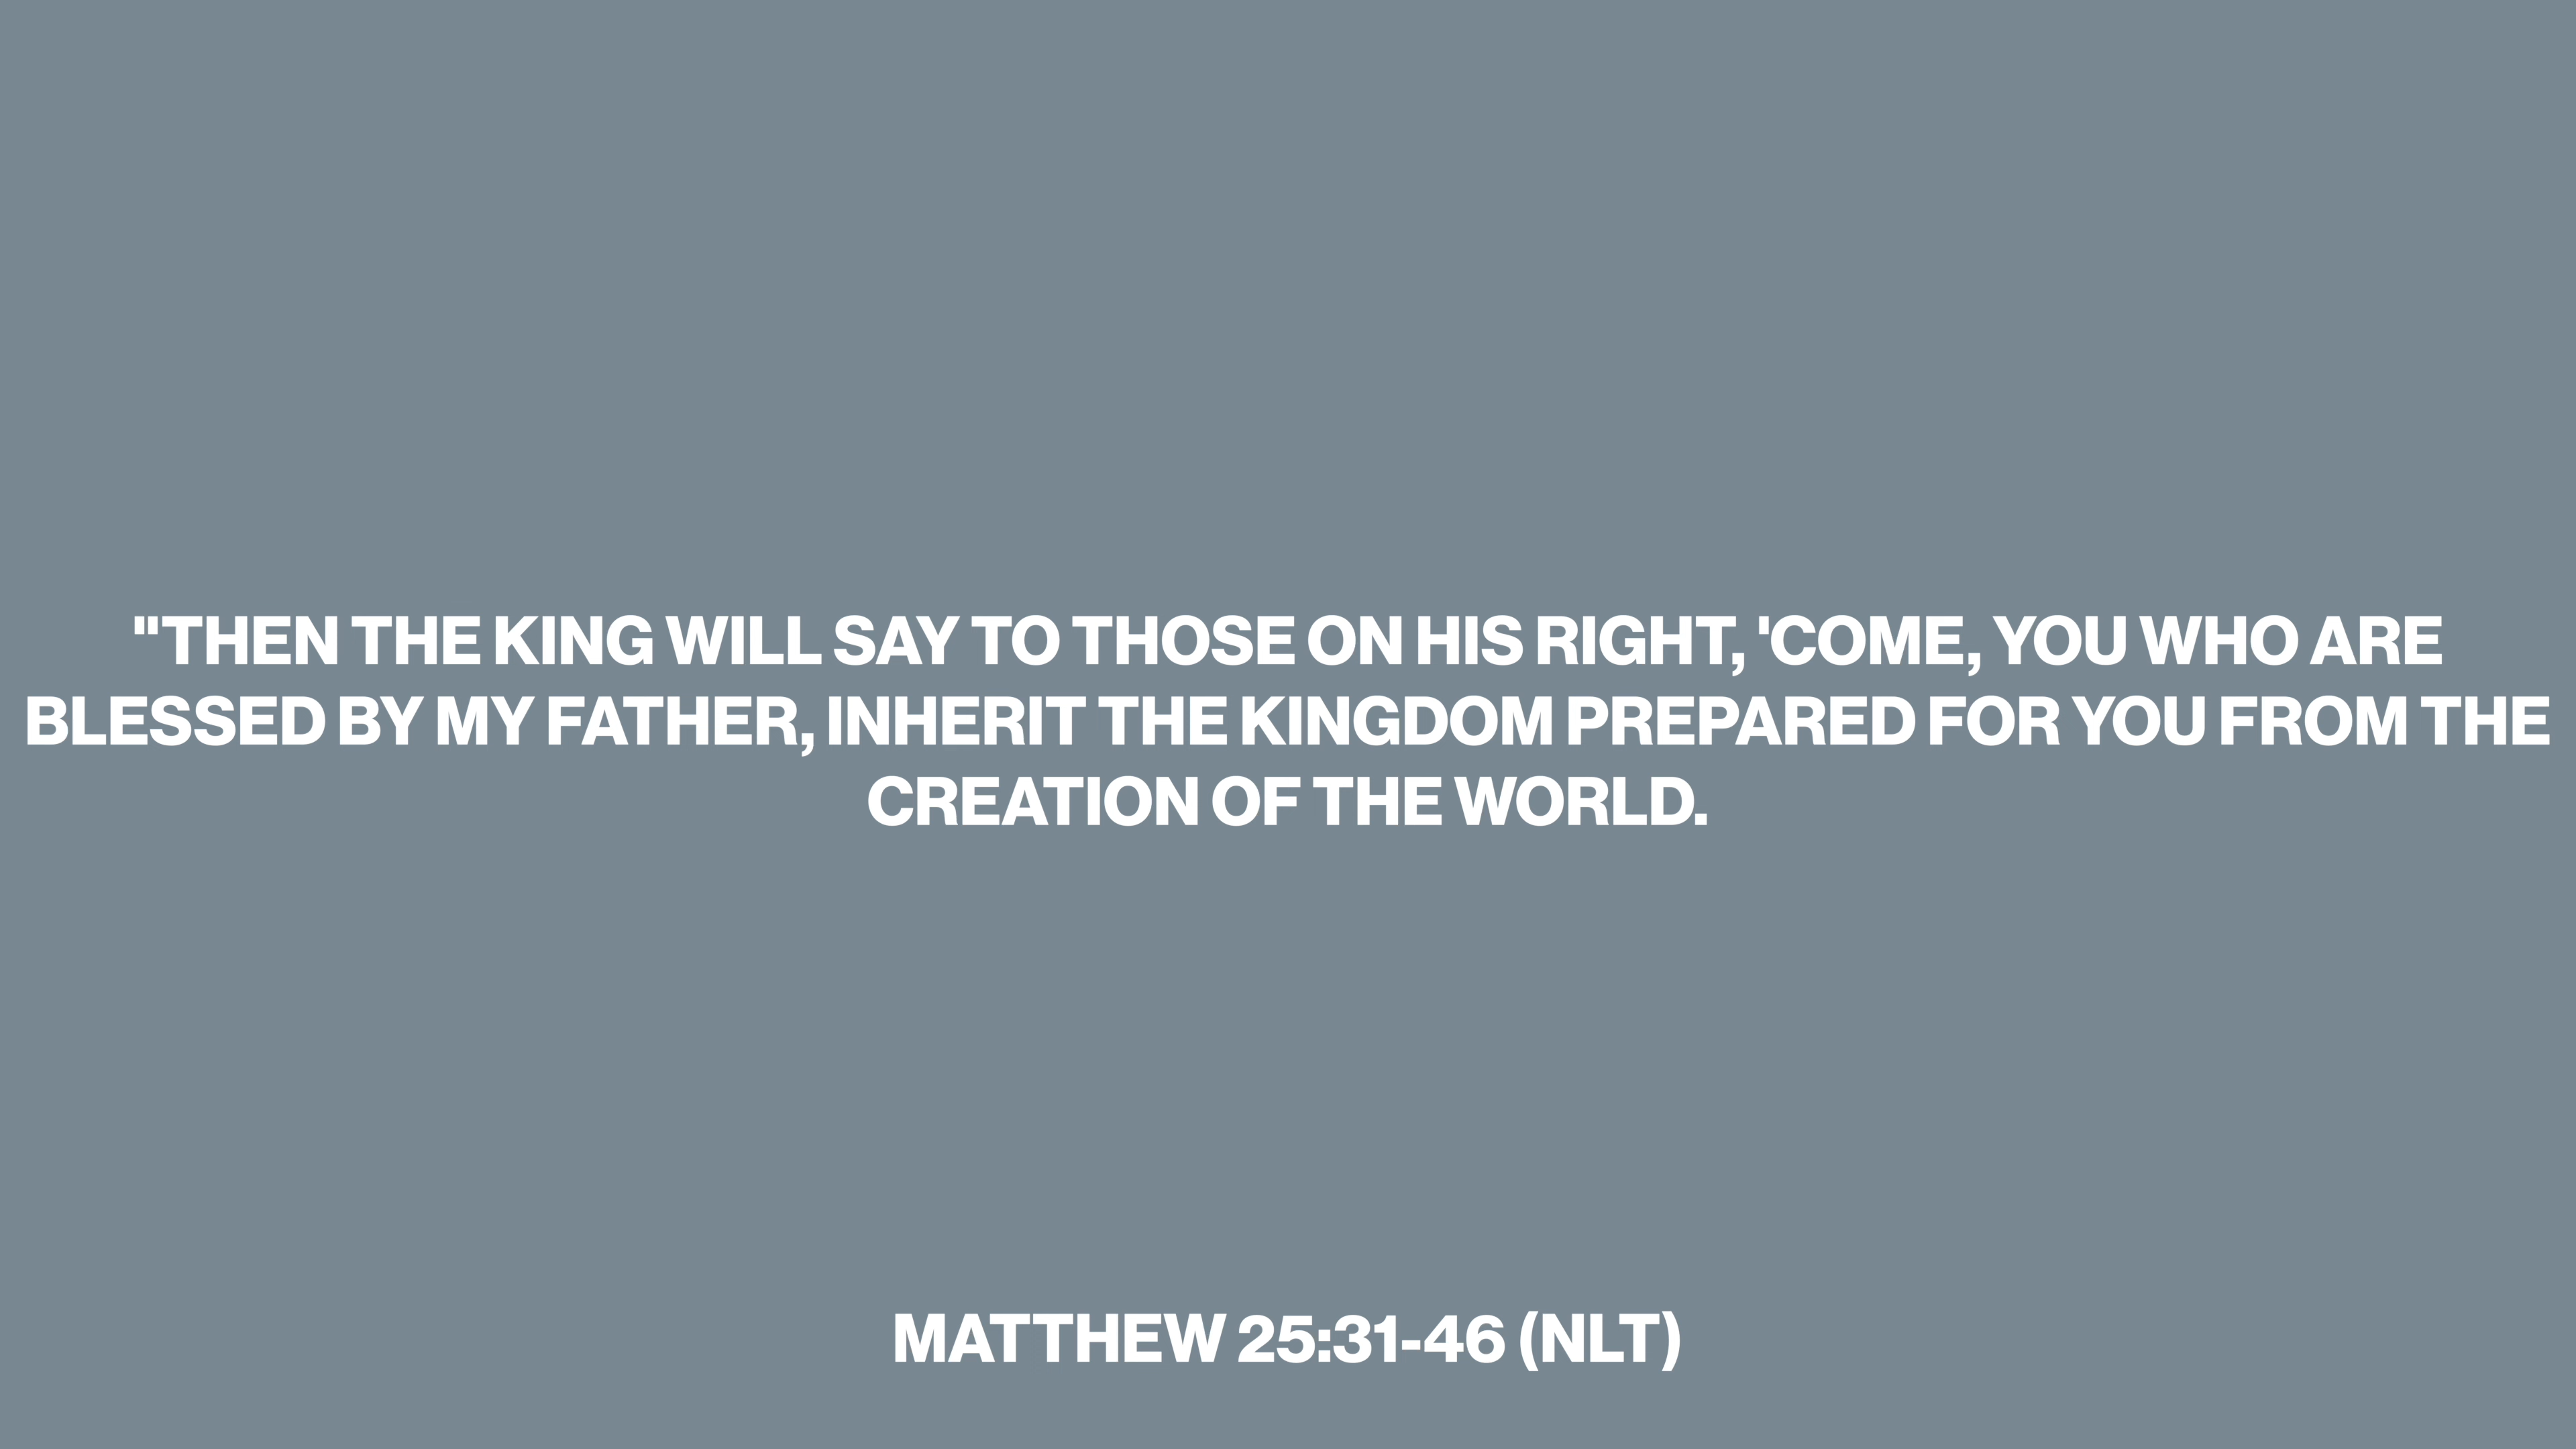 "THEN THE KING WILL SAY TO THOSE ON HIS RIGHT, 'COME, YOU WHO ARE
BLESSED BY MY FATHER, INHERIT THE KINGDOM PREPARED FOR YOU FROM THE
CREATION OF THE WORLD.
MATTHEW 25:31-46 (NLT)